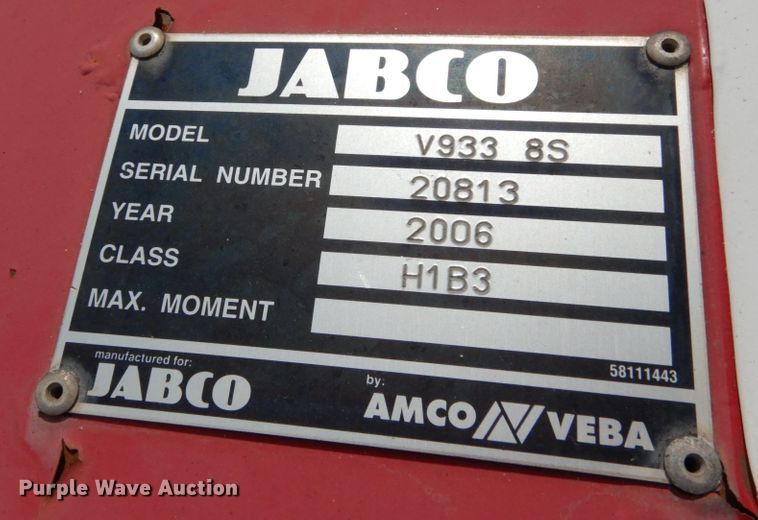 JABCO
MODEL V933 8S
SERIAL NUMBER 20813
YEAR 2006
CLASS H1B3
MAX. MOMENT
58111443
manufactured for:
JABCO
by:
AMCO VEBA
Purple Wave Auction